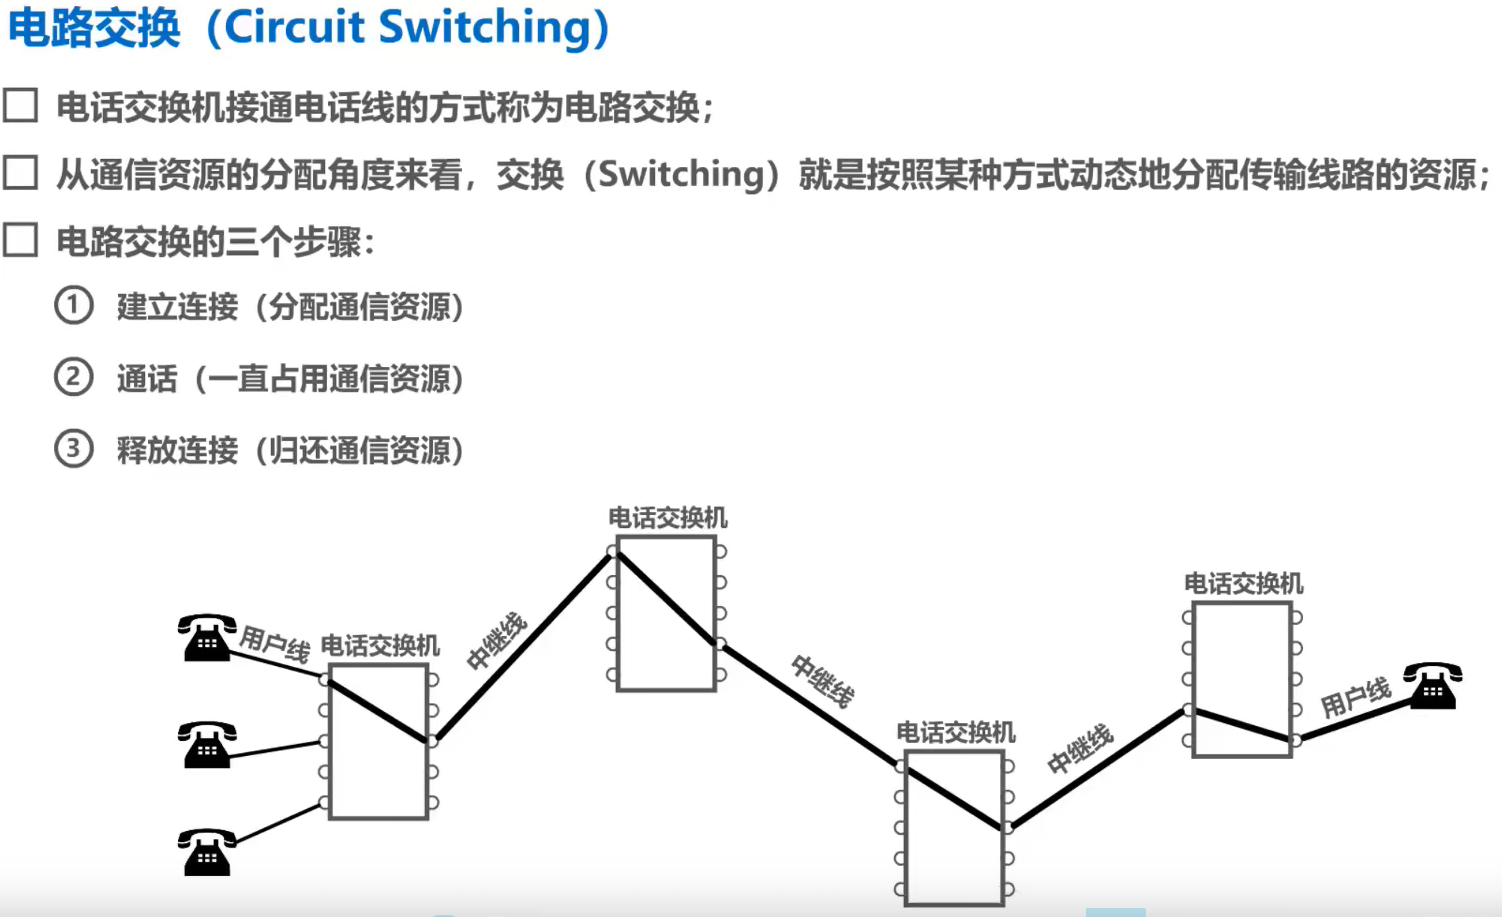 电路交换（Circuit Switching）
电话交换机接通电话线的方式称为电路交换；
从通信资源的分配角度来看，交换（Switching）就是按照某种方式动态地分配传输线路的资源；
电路交换的三个步骤：
① 建立连接（分配通信资源）
② 通话（一直占用通信资源）
③ 释放连接（归还通信资源）
电话交换机
电话交换机
用户线
电话交换机
中继线
中继线
用户线
电话交换机
中继线